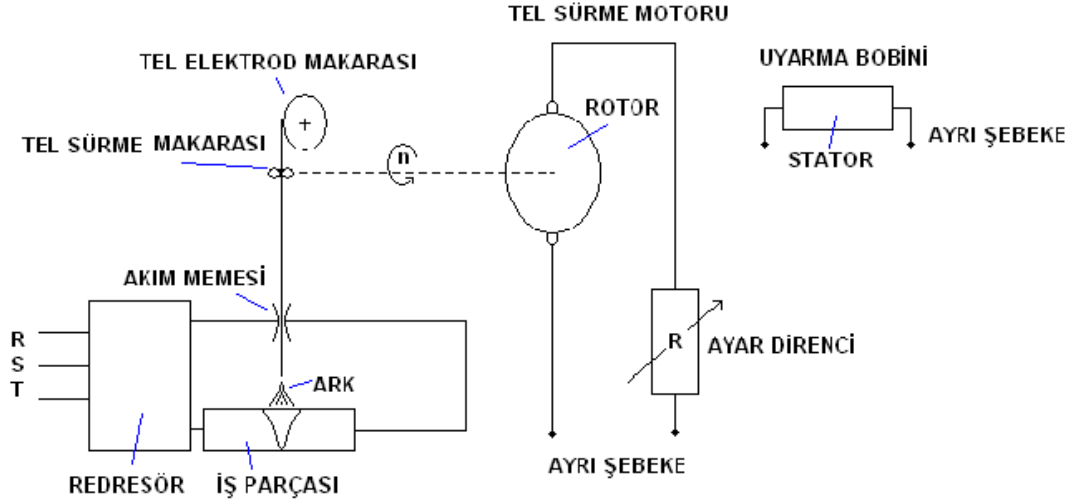 TEL SÜRME MOTORU
TEL ELEKTROD MAKARASI
UYARMA BOBİNİ
+
ROTOR
TEL SÜRME MAKARASI
n
AYRI ŞEBEKE
STATOR
AKIM MEMESİ
R
S
T
R
AYAR DİRENCİ
ARK
AYRI ŞEBEKE
REDRESÖR
İŞ PARÇASI